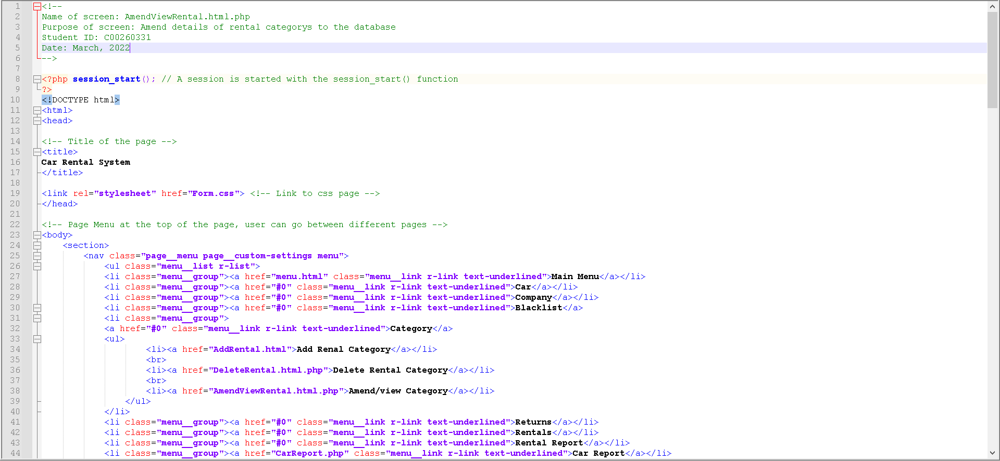 1 <!--
2 Name of screen: AmendViewRental.html.php
3 Purpose of screen: Amend details of rental categorys to the database
4 Student ID: C00260331
5 Date: March, 2022
6 -->
7
8 <?php session_start(); // A session is started with the session_start() function
9 ?>
10 <!DOCTYPE html>
11 <html>
12 <head>
13
14 <!-- Title of the page -->
15 <title>
16 Car Rental System
17 </title>
18
19 <link rel="stylesheet" href="Form.css"> <!-- Link to css page -->
20 </head>
21
22 <!-- Page Menu at the top of the page, user can go between different pages -->
23 <body>
24 <section>
25 <nav class="page__menu page__custom-settings menu">
26 <ul class="menu__list r-list">
27 <li class="menu__group"><a href="menu.html" class="menu__link r-link text-underlined">Main Menu</a></li>
28 <li class="menu__group"><a href="#0" class="menu__link r-link text-underlined">Car</a></li>
29 <li class="menu__group"><a href="#0" class="menu__link r-link text-underlined">Company</a></li>
30 <li class="menu__group"><a href="#0" class="menu__link r-link text-underlined">Blacklist</a>
31 <li class="menu__group">
32 <a href="#0" class="menu__link r-link text-underlined">Category</a>
33 <ul>
34 <li><a href="AddRental.html">Add Renal Category</a></li>
35 <br>
36 <li><a href="DeleteRental.html.php">Delete Rental Category</a></li>
37 <br>
38 <li><a href="AmendViewRental.html.php">Amend/view Category</a></li>
39 </ul>
40 </li>
41 <li class="menu__group"><a href="#0" class="menu__link r-link text-underlined">Returns</a></li>
42 <li class="menu__group"><a href="#0" class="menu__link r-link text-underlined">Rentals</a></li>
43 <li class="menu__group"><a href="#0" class="menu__link r-link text-underlined">Rental Report</a></li>
44 <li class="menu__group"><a href="CarReport.php" class="menu__link r-link text-underlined">Car Report</a></li>